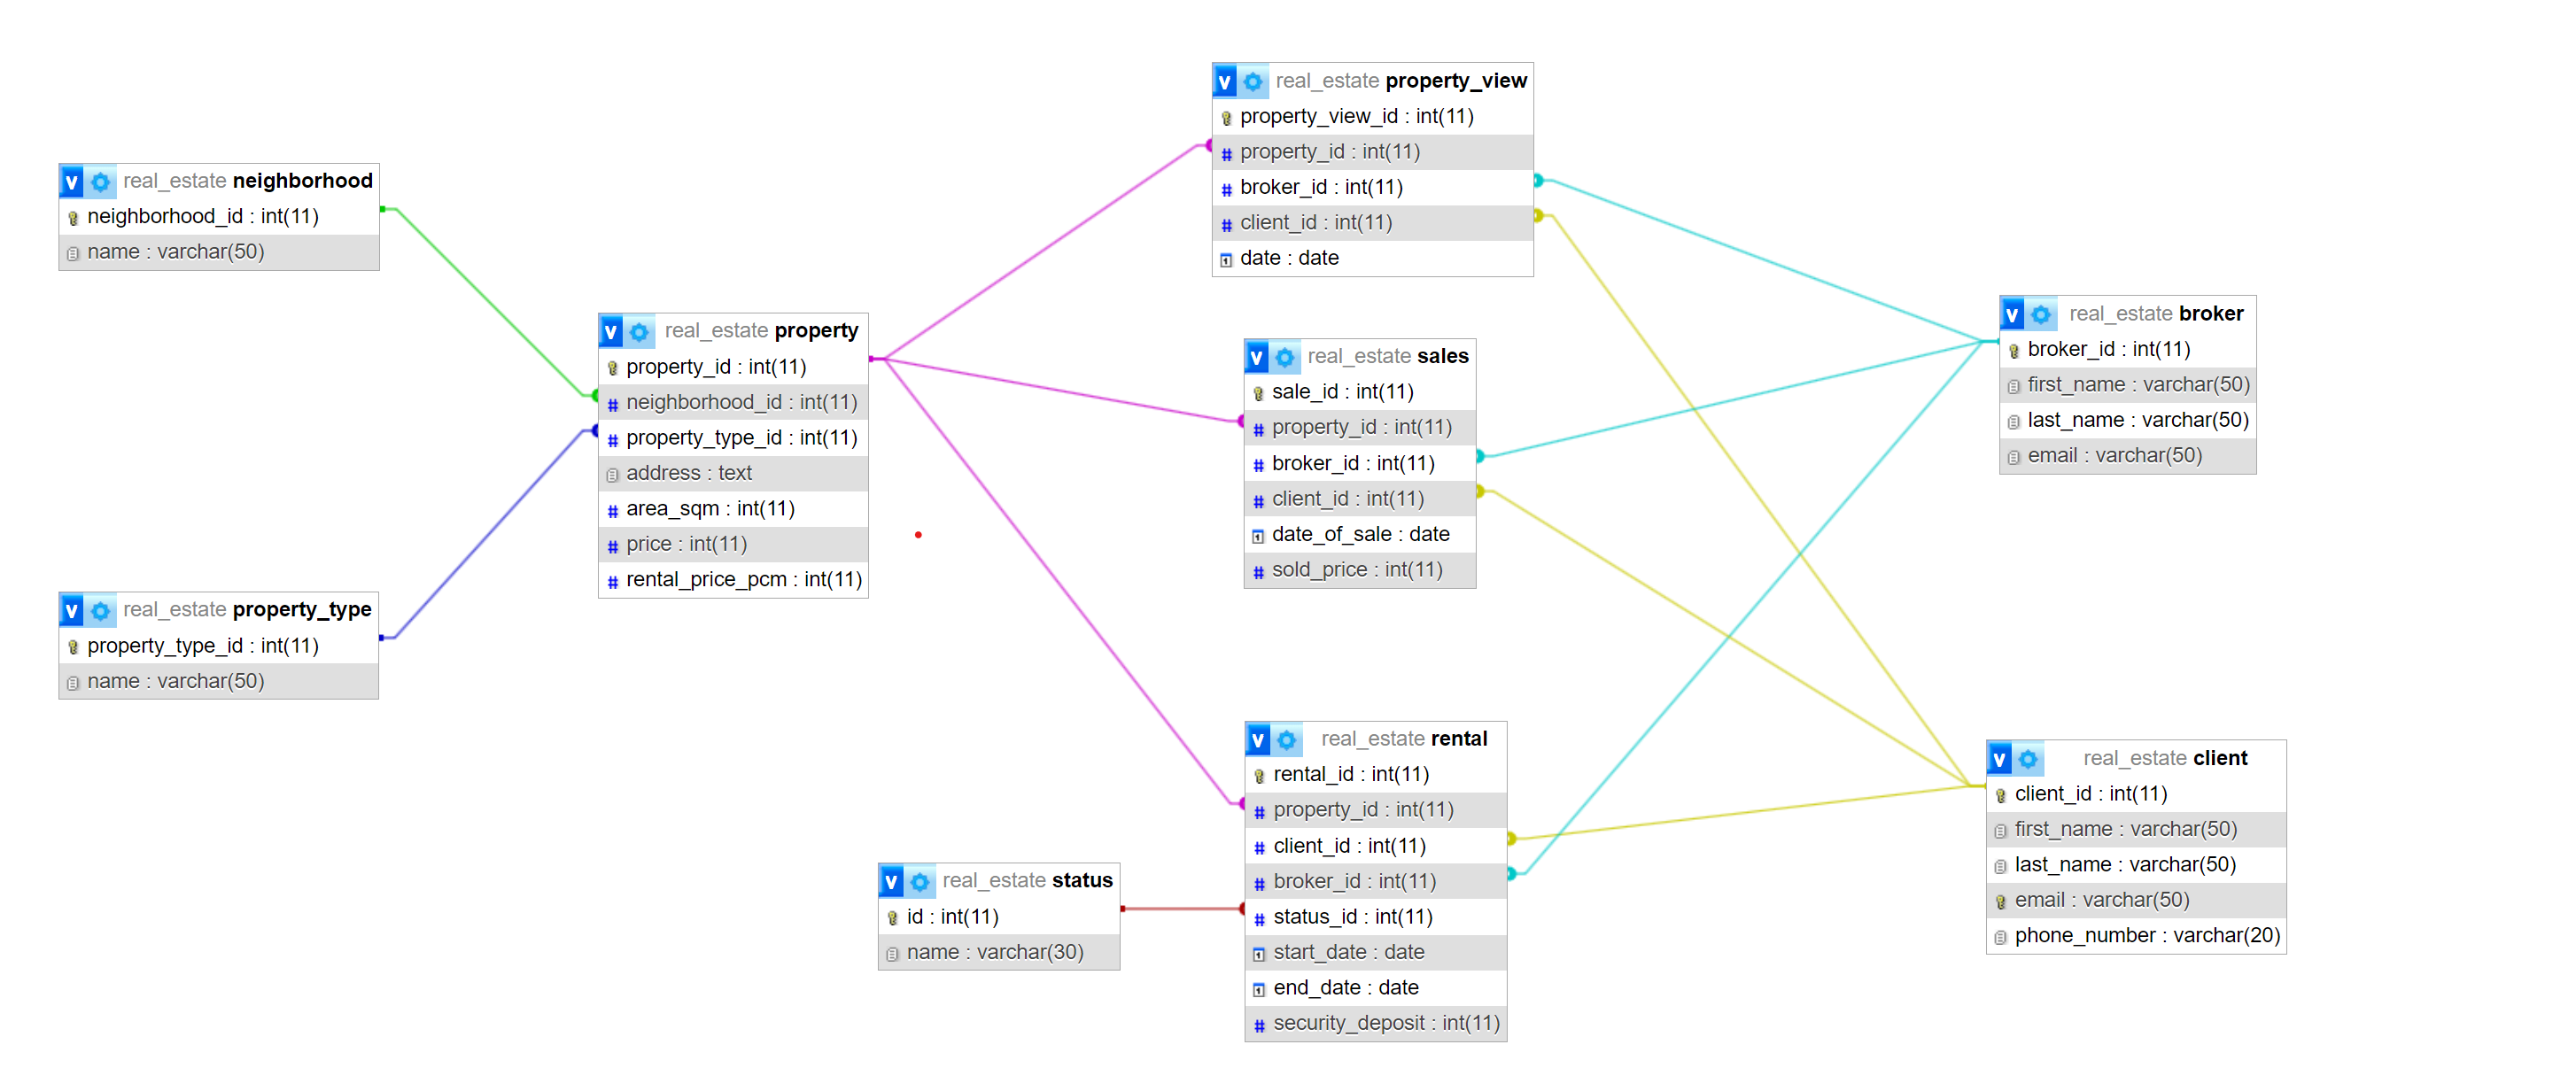 real_estate neighborhood
neighborhood_id : int(11)
name : varchar(50)
real_estate property_type
property_type_id : int(11)
name : varchar(50)
real_estate property
property_id : int(11)
neighborhood_id : int(11)
property_type_id : int(11)
address : text
area_sqm : int(11)
price : int(11)
rental_price_pcm : int(11)
real_estate status
id : int(11)
name : varchar(30)
real_estate property_view
property_view_id : int(11)
property_id : int(11)
broker_id : int(11)
client_id : int(11)
date : date
real_estate sales
sale_id : int(11)
property_id : int(11)
broker_id : int(11)
client_id : int(11)
date_of_sale : date
sold_price : int(11)
real_estate rental
rental_id : int(11)
property_id : int(11)
client_id : int(11)
broker_id : int(11)
status_id : int(11)
start_date : date
end_date : date
security_deposit : int(11)
real_estate broker
broker_id : int(11)
first_name : varchar(50)
last_name : varchar(50)
email : varchar(50)
real_estate client
client_id : int(11)
first_name : varchar(50)
last_name : varchar(50)
email : varchar(50)
phone_number : varchar(20)